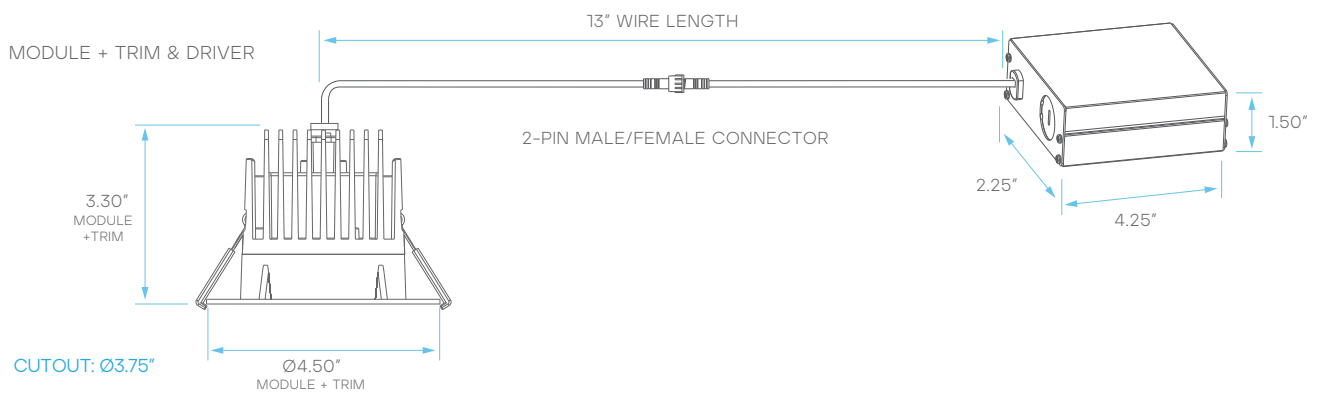 13" WIRE LENGTH
MODULE + TRIM & DRIVER
1.50"
2-PIN MALE/FEMALE CONNECTOR
2.25"
3.30"
MODULE
+TRIM
4.25"
CUTOUT: Ø3.75"
Ø4.50"
MODULE + TRIM